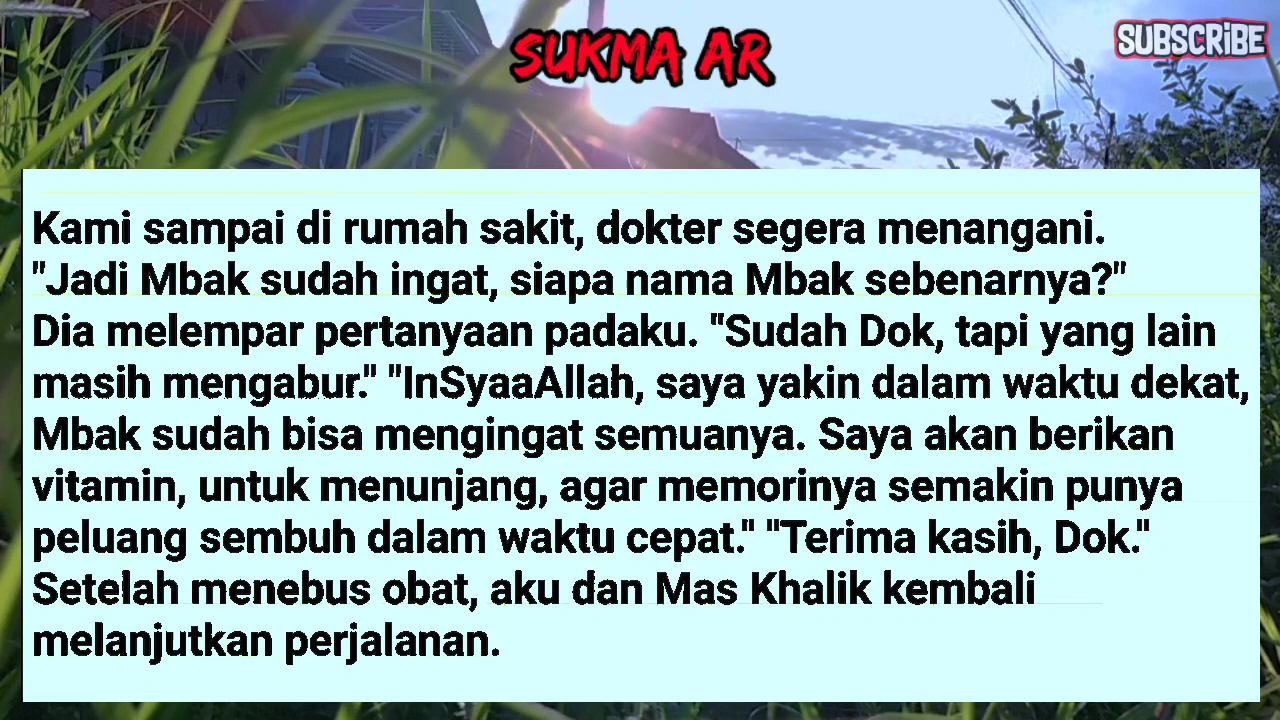 SUKMA AR
SUBSCRiBE
Kami sampai di rumah sakit, dokter segera menangani.
"Jadi Mbak sudah ingat, siapa nama Mbak sebenarnya?"
Dia melempar pertanyaan padaku. "Sudah Dok, tapi yang lain
masih mengabur." "InSyaaAllah, saya yakin dalam waktu dekat,
Mbak sudah bisa mengingat semuanya. Saya akan berikan
vitamin, untuk menunjang, agar memorinya semakin punya
peluang sembuh dalam waktu cepat." "Terima kasih, Dok."
Setelah menebus obat, aku dan Mas Khalik kembali
melanjutkan perjalanan.